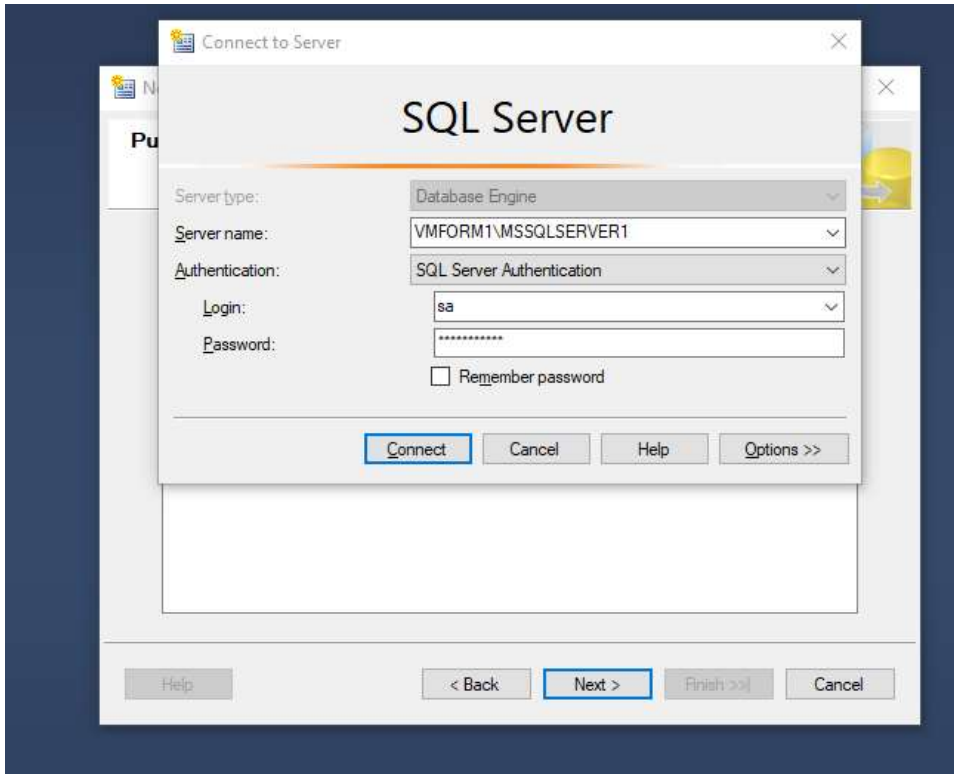 Connect to Server
N
SQL Server
Pu
Server type:
Database Engine
Server name:
VMFORM1\MSSQLSERVER1
Authentication:
SQL Server Authentication
Login:
sa
Password:
***********
Remember password
Connect
Cancel
Help
Options >>
Help
< Back
Next >
Finish >>|
Cancel